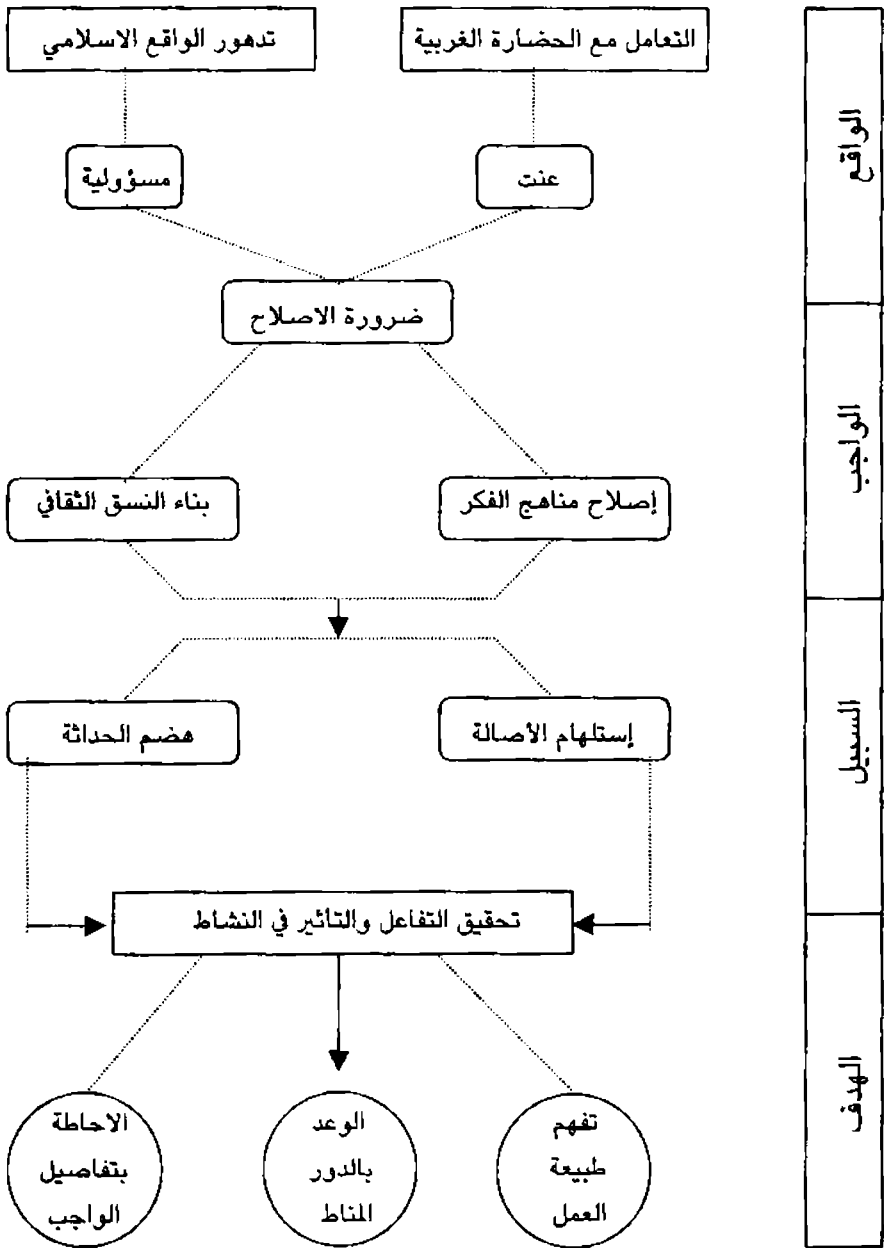 التعامل مع الحضارة الغربية
تدهور الواقع الاسلامي
عنت
مسؤولية
ضرورة الاصلاح
إصلاح مناهج الفكر
بناء النسق الثقافي
إستلهام الأصالة
هضم الحداثة
تحقيق التفاعل والتأثير في النشاط
تفهم
طبيعة
العمل
الوعد
بالدور
المناط
الاحاطة
بتفاصيل
الواجب
الواقع
الواجب
السبيل
الهدف